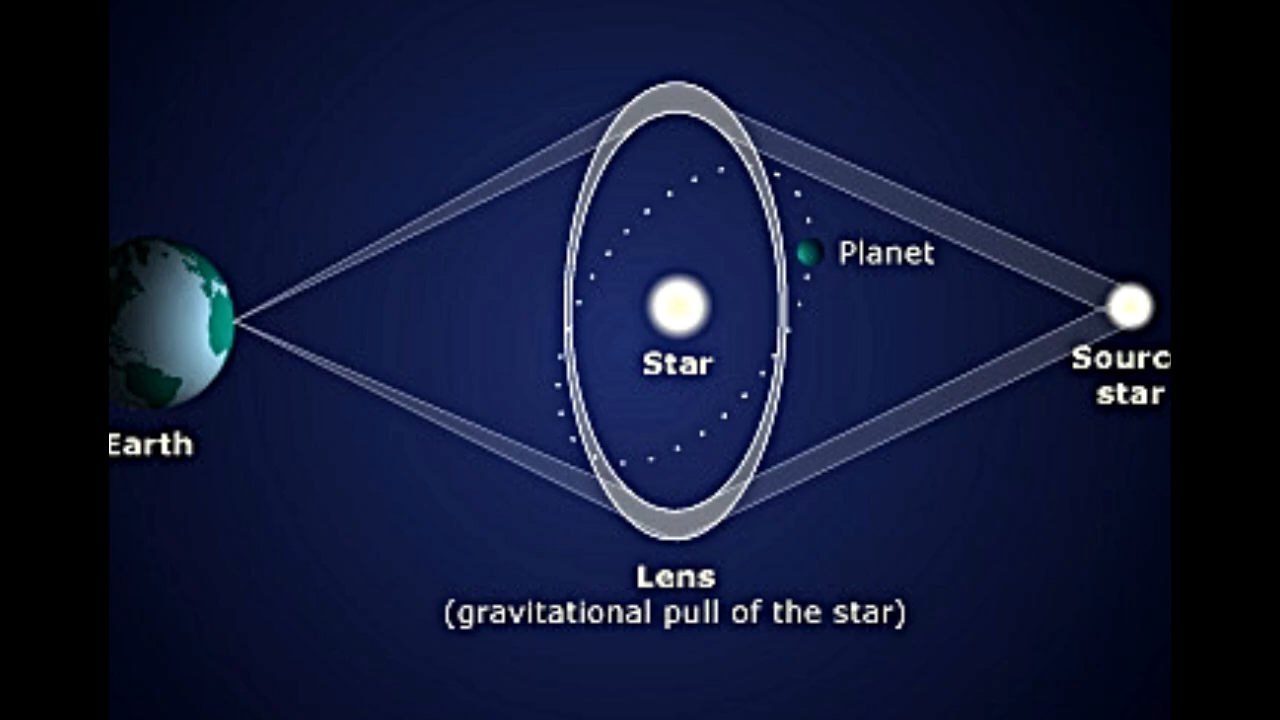 Planet
Star
Sourc
star
Earth
Lens
(gravitational pull of the star)